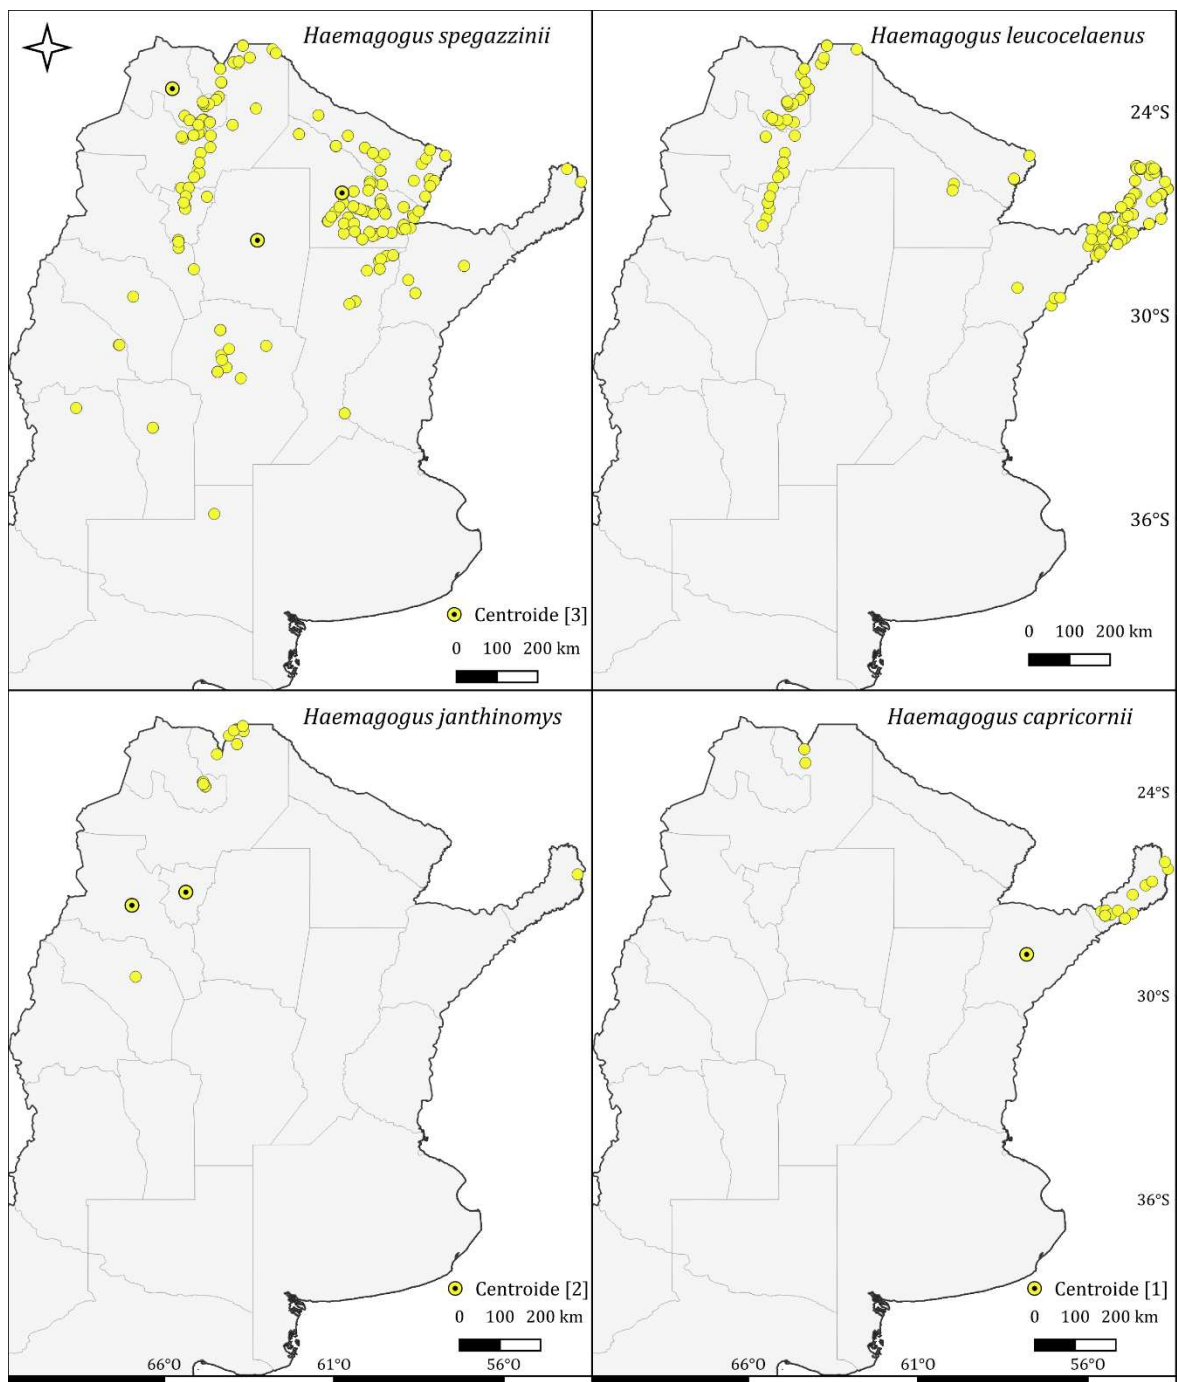 Haemagogus spegazzinii
Centroide [3]
0 100 200 km
Haemagogus leucocelaenus
24°S
30°S
36°S
0 100 200 km
Haemagogus janthinomys
Centroide [2]
0 100 200 km
66°O 61°O 56°O
Haemagogus capricornii
24°S
30°S
36°S
Centroide [1]
0 100 200 km
66°O 61°O 56°O